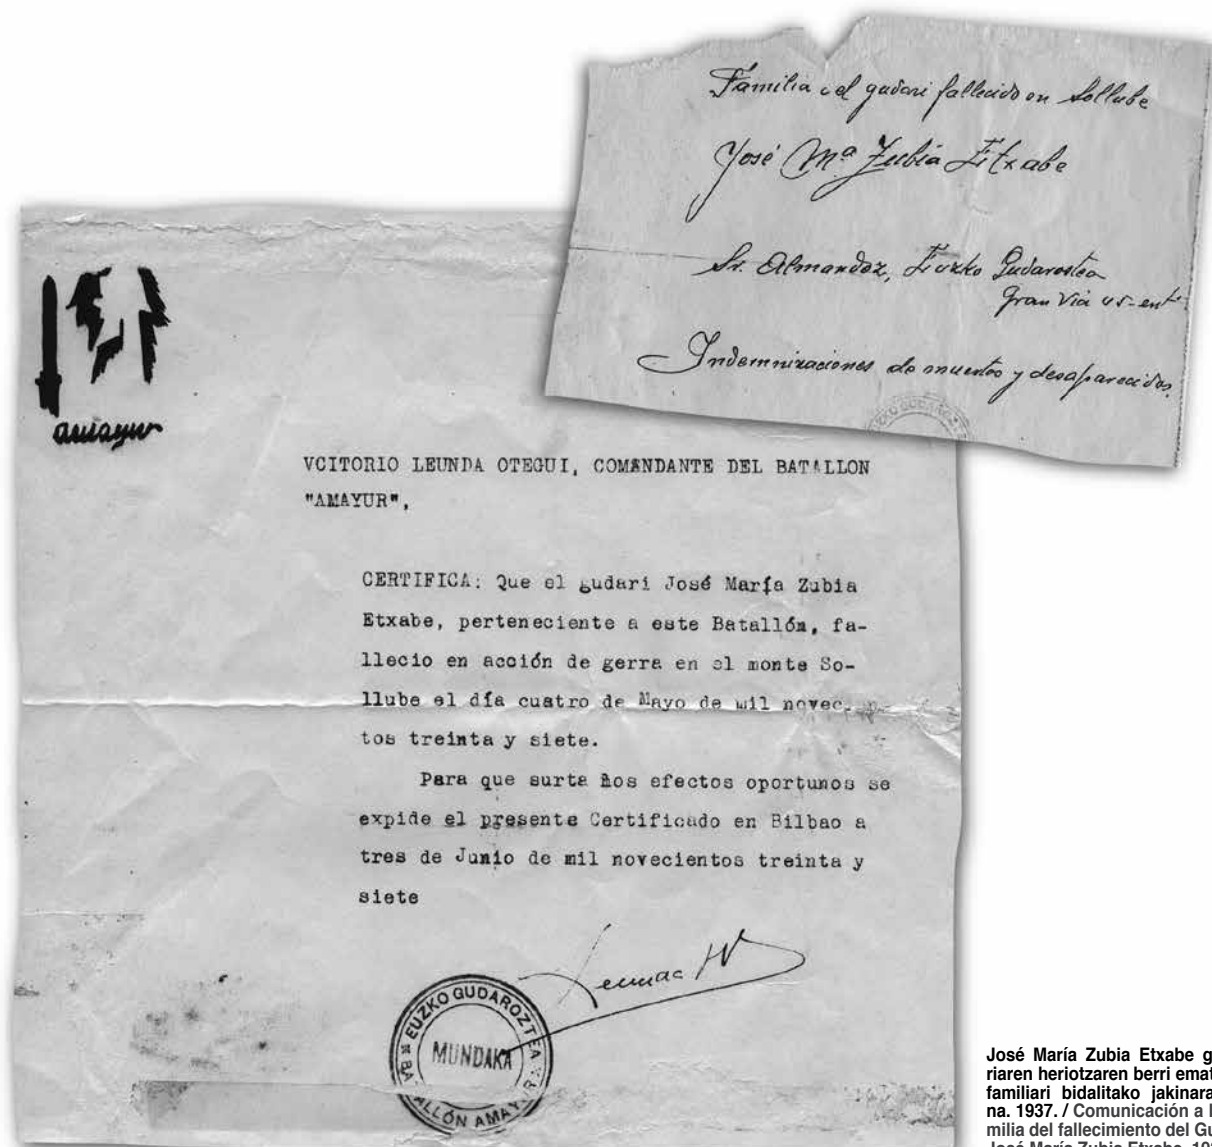 Familia del gudari fallecido en Sollube
José Mª Zubia Etxabe
Sr. Almandoz, Euzko Gudarostea
Gran Via
Indemnizaciones de muertos y desaparecidos.
amayur
VCITORIO LEUNDA OTEGUI, COMANDANTE DEL BATALLON
"AMAYUR",
CERTIFICA: Que el gudari José María Zubia
Etxabe, perteneciente a este Batallón, fa-
llecio en acción de gerra en el monte So-
llube el día cuatro de Mayo de mil novec
tos treinta y siete.
Para que surta los efectos oportunos se
expide el presente Certificado en Bilbao a
tres de Junio de mil novecientos treinta y
siete
EUZKO GUDAROZTEA
MUNDAKA
BATALLÓN AMAYUR
José María Zubia Etxabe g
riaren heriotzaren berri emat
familiari bidalitako jakinara
na. 1937. / Comunicación a l
milia del fallecimiento del Gu
José María Zubia Etxabe. 19